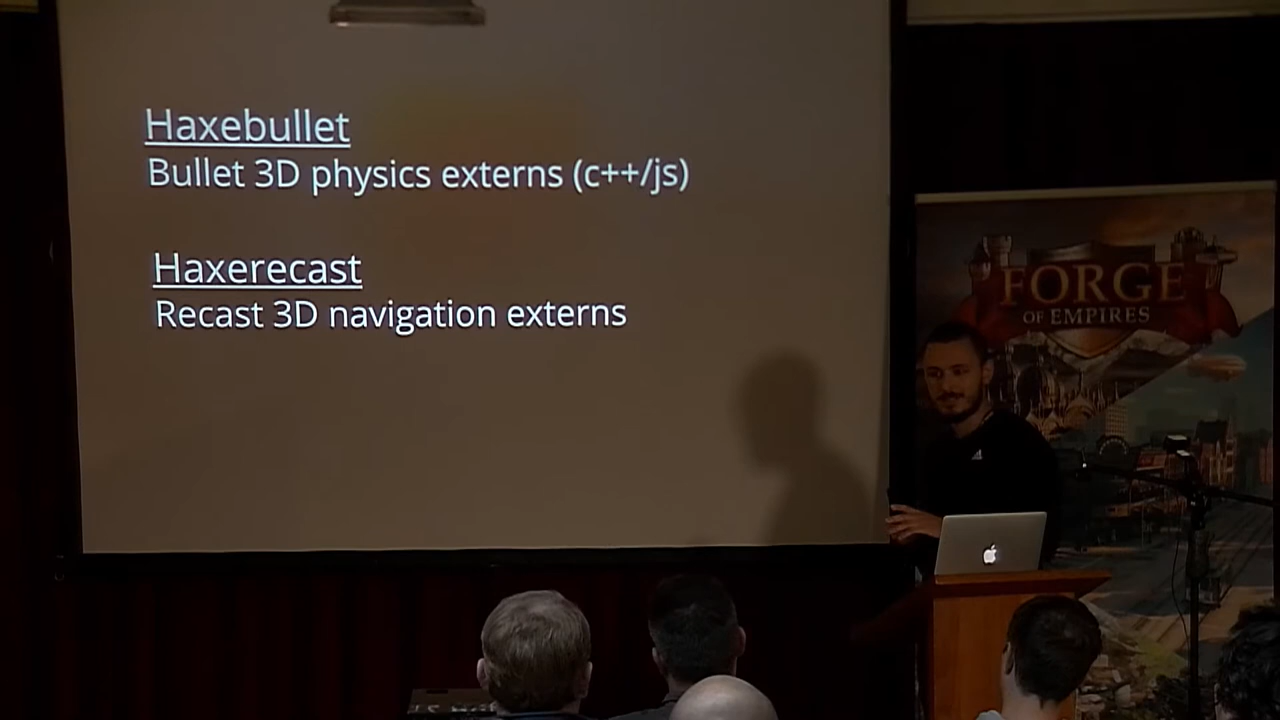 Haxebullet
Bullet 3D physics externs (c++/js)
Haxerecast
Recast 3D navigation externs
FORGE
OF EMPIRES